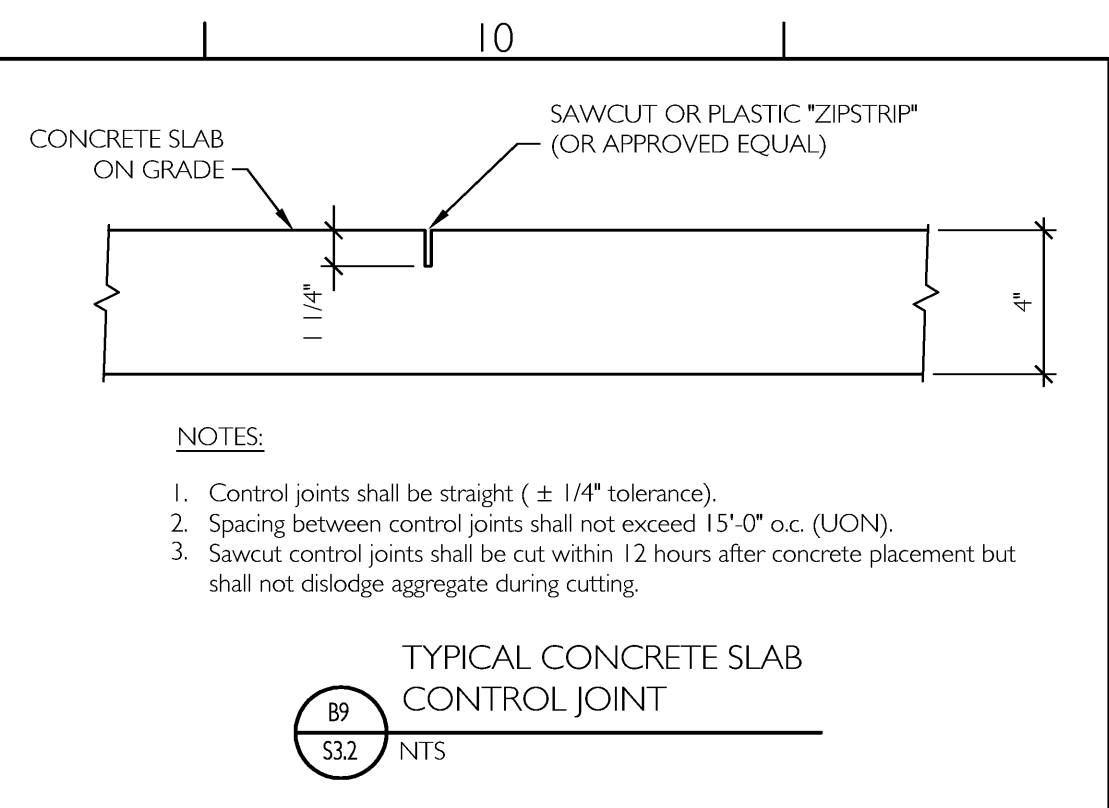 10
SAWCUT OR PLASTIC "ZIPSTRIP"
(OR APPROVED EQUAL)
CONCRETE SLAB
ON GRADE
1 1/4"
4"
NOTES:
1. Control joints shall be straight ( ± 1/4" tolerance).
2. Spacing between control joints shall not exceed 15'-0" o.c. (UON).
3. Sawcut control joints shall be cut within 12 hours after concrete placement but
shall not dislodge aggregate during cutting.
TYPICAL CONCRETE SLAB
CONTROL JOINT
B9
S3.2
NTS